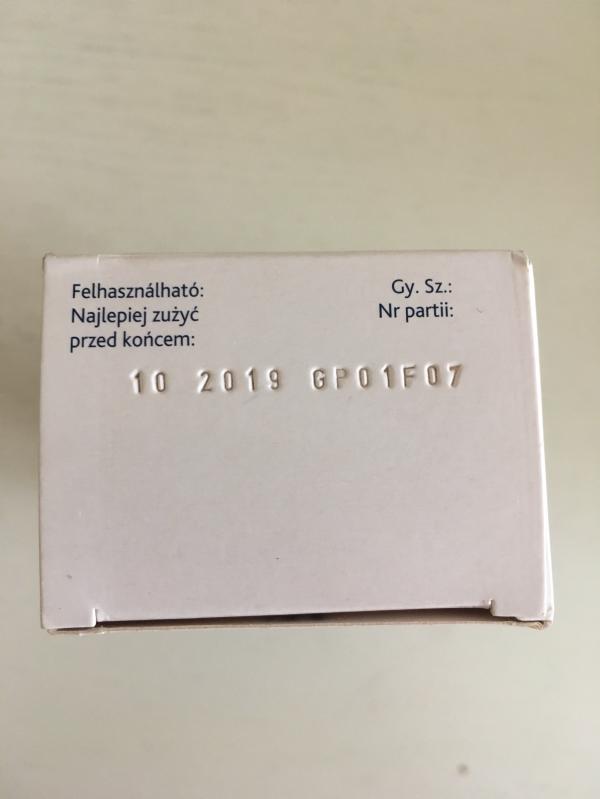 Felhasználható:
Najlepiej zużyć
przed końcem:
Gy. Sz.:
Nr partii:
10 2019 GP01F07